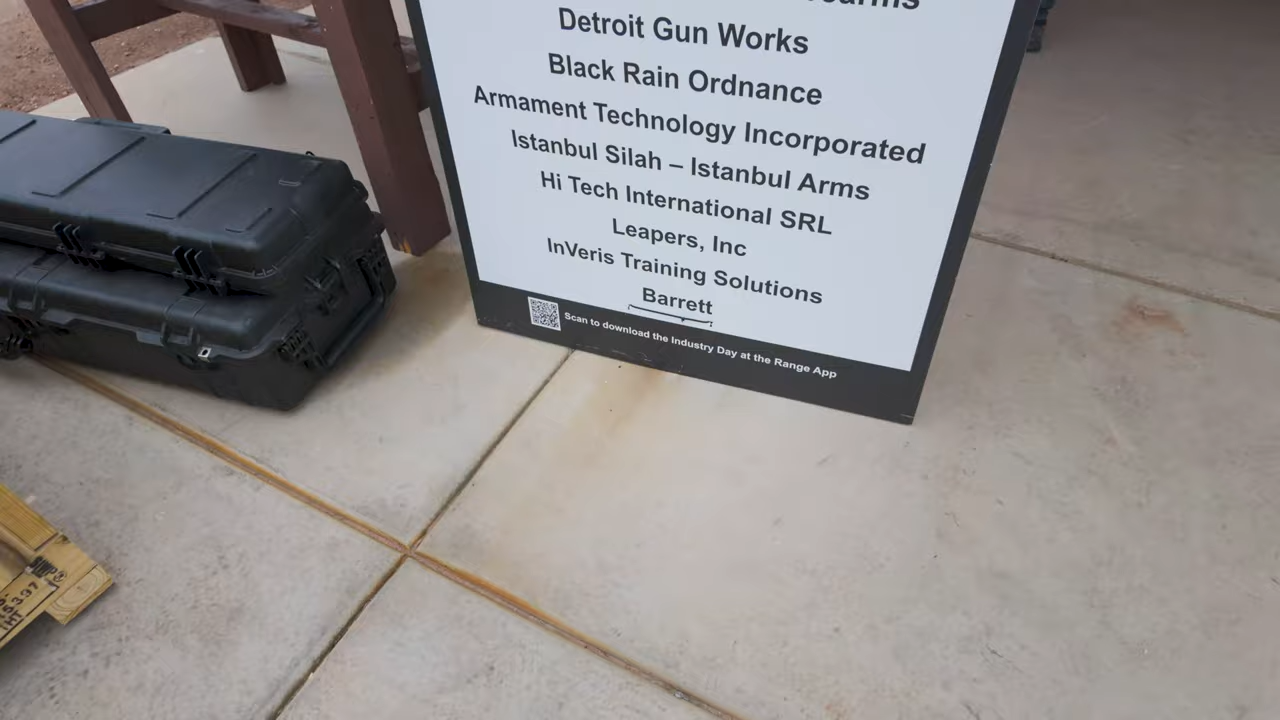 Detroit Gun Works
Black Rain Ordnance
Armament Technology Incorporated
Istanbul Silah – Istanbul Arms
Hi Tech International SRL
Leapers, Inc
InVeris Training Solutions
Barrett
Scan to download the Industry Day at the Range App